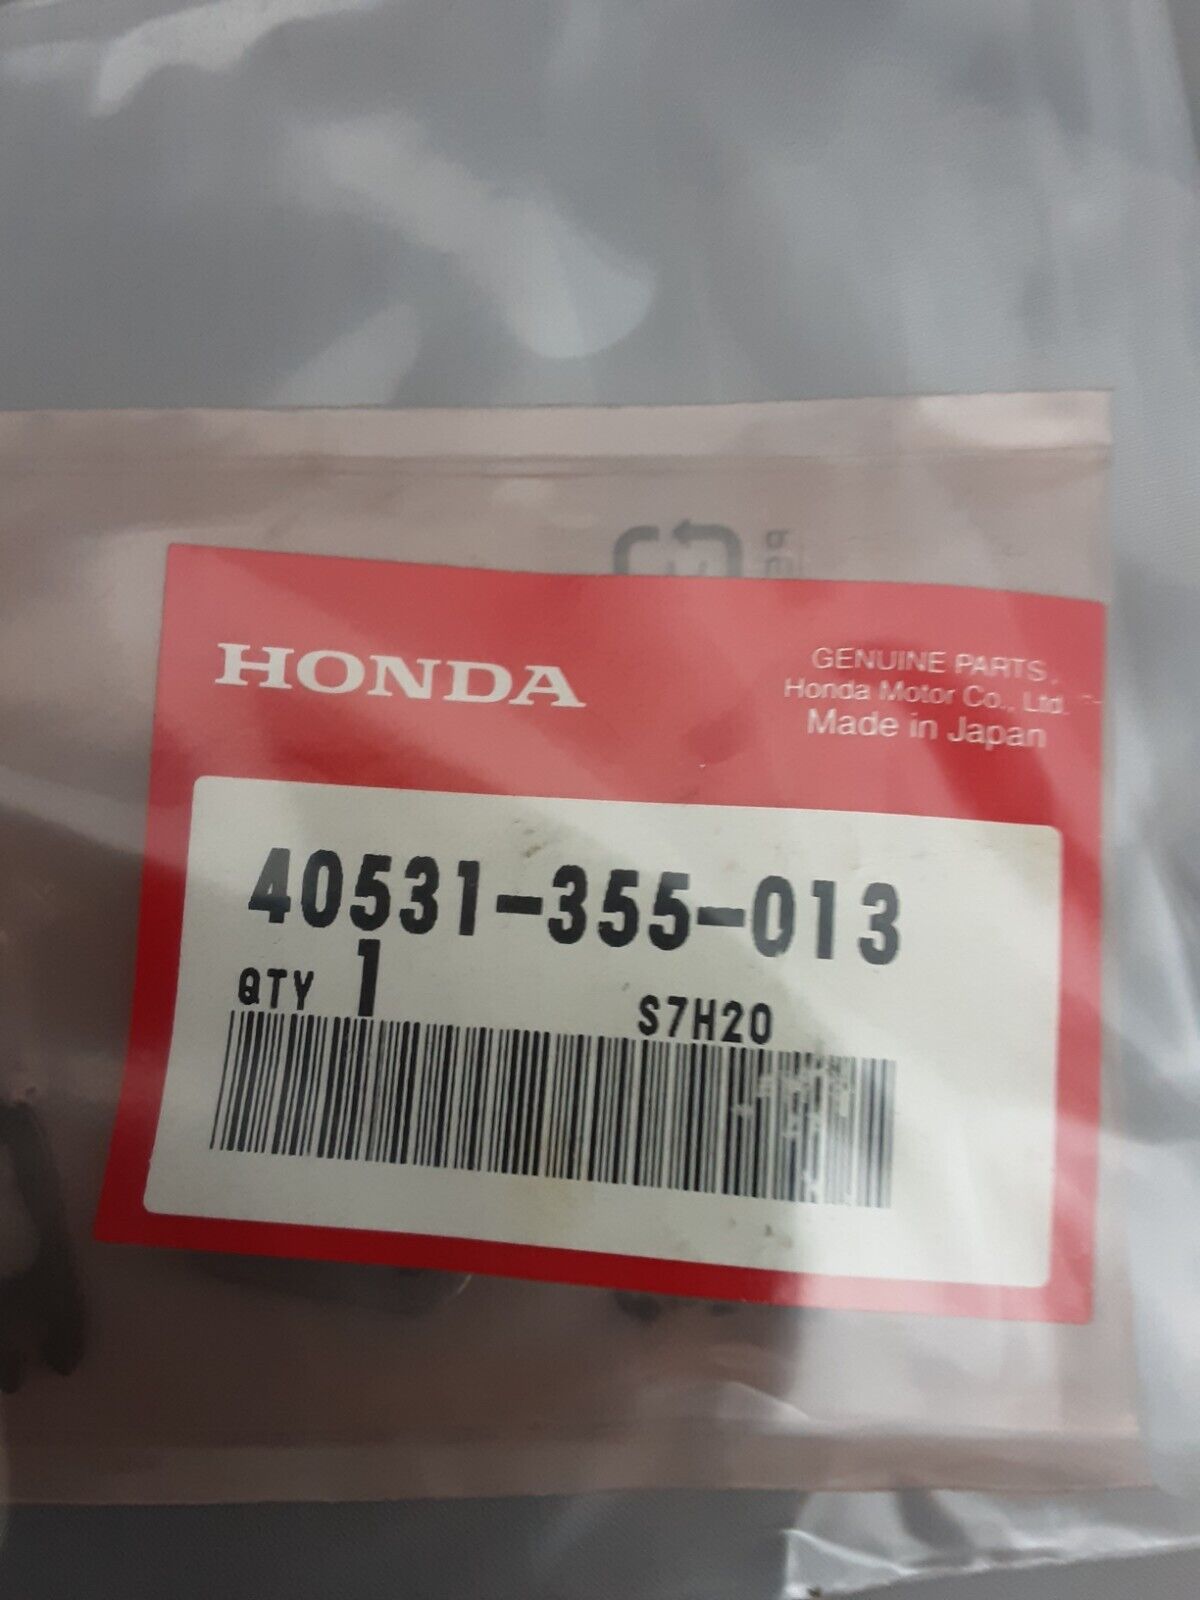 HONDA
GENUINE PARTS
Honda Motor Co., Ltd.
Made in Japan
40531-355-013
QTY 1 S7H20